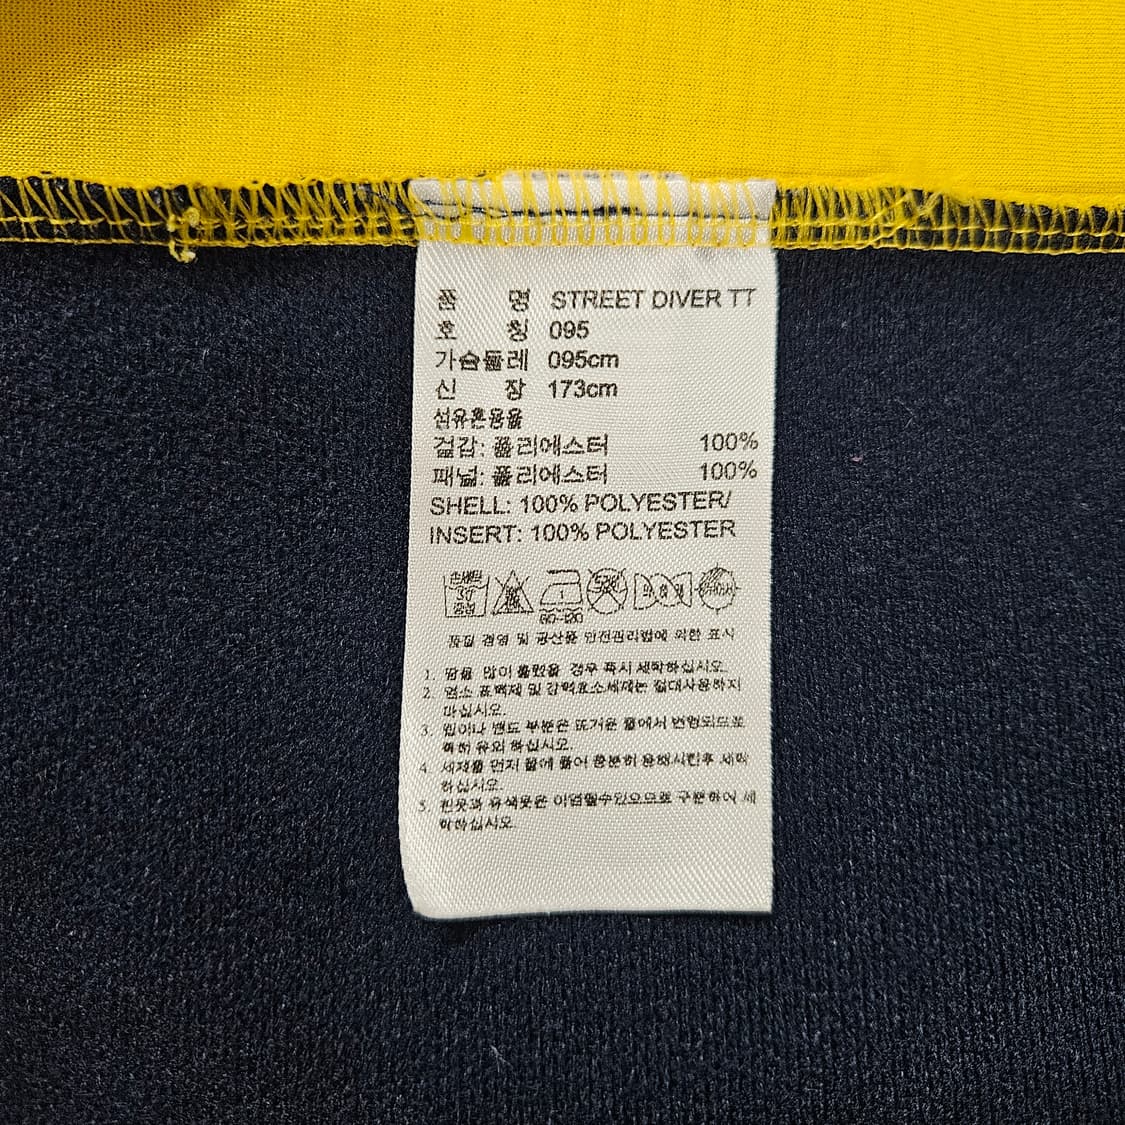 품 명 STREET DIVER TT
호 칭 095
가슴둘레 095cm
신 장 173cm
섬유혼용율
겉감: 폴리에스터 100%
패널: 폴리에스터 100%
SHELL: 100% POLYESTER/
INSERT: 100% POLYESTER
60~120
품질 경영 및 공산품 안전관리법에 의한 표시
1. 땀을 많이 흘렸을 경우 즉시 세탁하십시오.
2. 염소 표백제 및 강력효소세제는 절대사용하지
마십시오.
3. 립이나 밴드 부분은 뜨거운 물에서 변형되므로
특히 유의 하십시오.
4. 세제를 먼저 물에 풀어 충분히 용해시킨후 세탁
하십시오.
5. 흰옷과 유색옷은 이염될수있으므로 구분하여 세
탁하십시오.